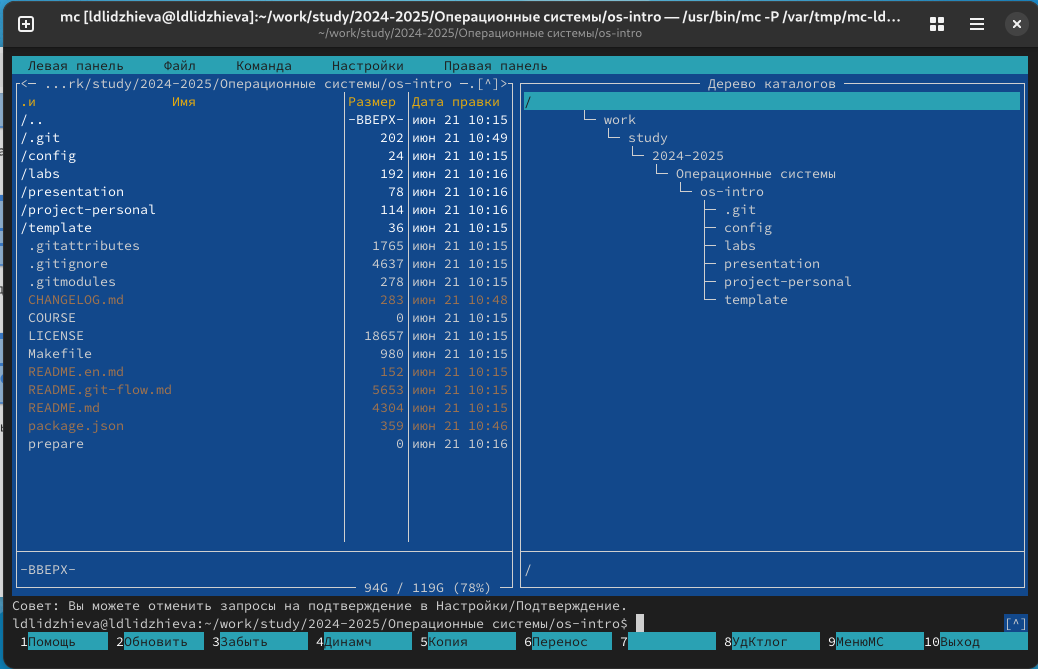 mc [ldlidzhieva@ldlidzhieva]:~/work/study/2024-2025/Операционные системы/os-intro — /usr/bin/mc -P /var/tmp/mc-ld…
~/work/study/2024-2025/Операционные системы/os-intro
Левая панель Файл Команда Настройки Правая панель
<— ...rk/study/2024-2025/Операционные системы/os-intro —.[^]> Дерево каталогов
.и Имя Размер Дата правки /
/.. -ВВЕРХ- июн 21 10:15 work
/.git 202 июн 21 10:49 study
/config 24 июн 21 10:15 2024-2025
/labs 192 июн 21 10:16 Операционные системы
/presentation 78 июн 21 10:16 os-intro
/project-personal 114 июн 21 10:16 .git
/template 36 июн 21 10:15 config
.gitattributes 1765 июн 21 10:15 labs
.gitignore 4637 июн 21 10:15 presentation
.gitmodules 278 июн 21 10:15 project-personal
CHANGELOG.md 283 июн 21 10:48 template
COURSE 0 июн 21 10:15
LICENSE 18657 июн 21 10:15
Makefile 980 июн 21 10:15
README.en.md 152 июн 21 10:15
README.git-flow.md 5653 июн 21 10:15
README.md 4304 июн 21 10:15
package.json 359 июн 21 10:46
prepare 0 июн 21 10:16
-ВВЕРХ- /
94G / 119G (78%)
Совет: Вы можете отменить запросы на подтверждение в Настройки/Подтверждение.
ldlidzhieva@ldlidzhieva:~/work/study/2024-2025/Операционные системы/os-intro$ [^]
1Помощь 2Обновить 3Забыть 4Динамч 5Копия 6Перенос 7 8УдКтлог 9МенюМС 10Выход